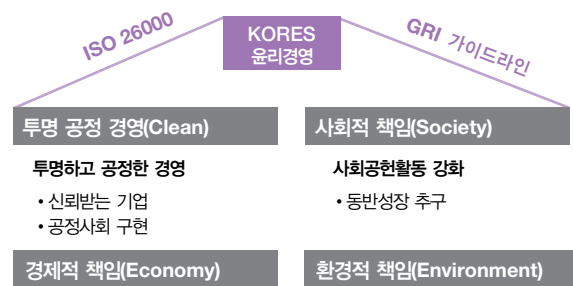 ISO 26000
KORES
윤리경영
GRI 가이드라인
투명 공정 경영(Clean)
투명하고 공정한 경영
• 신뢰받는 기업
• 공정사회 구현
사회적 책임(Society)
사회공헌활동 강화
• 동반성장 추구
경제적 책임(Economy)
환경적 책임(Environment)